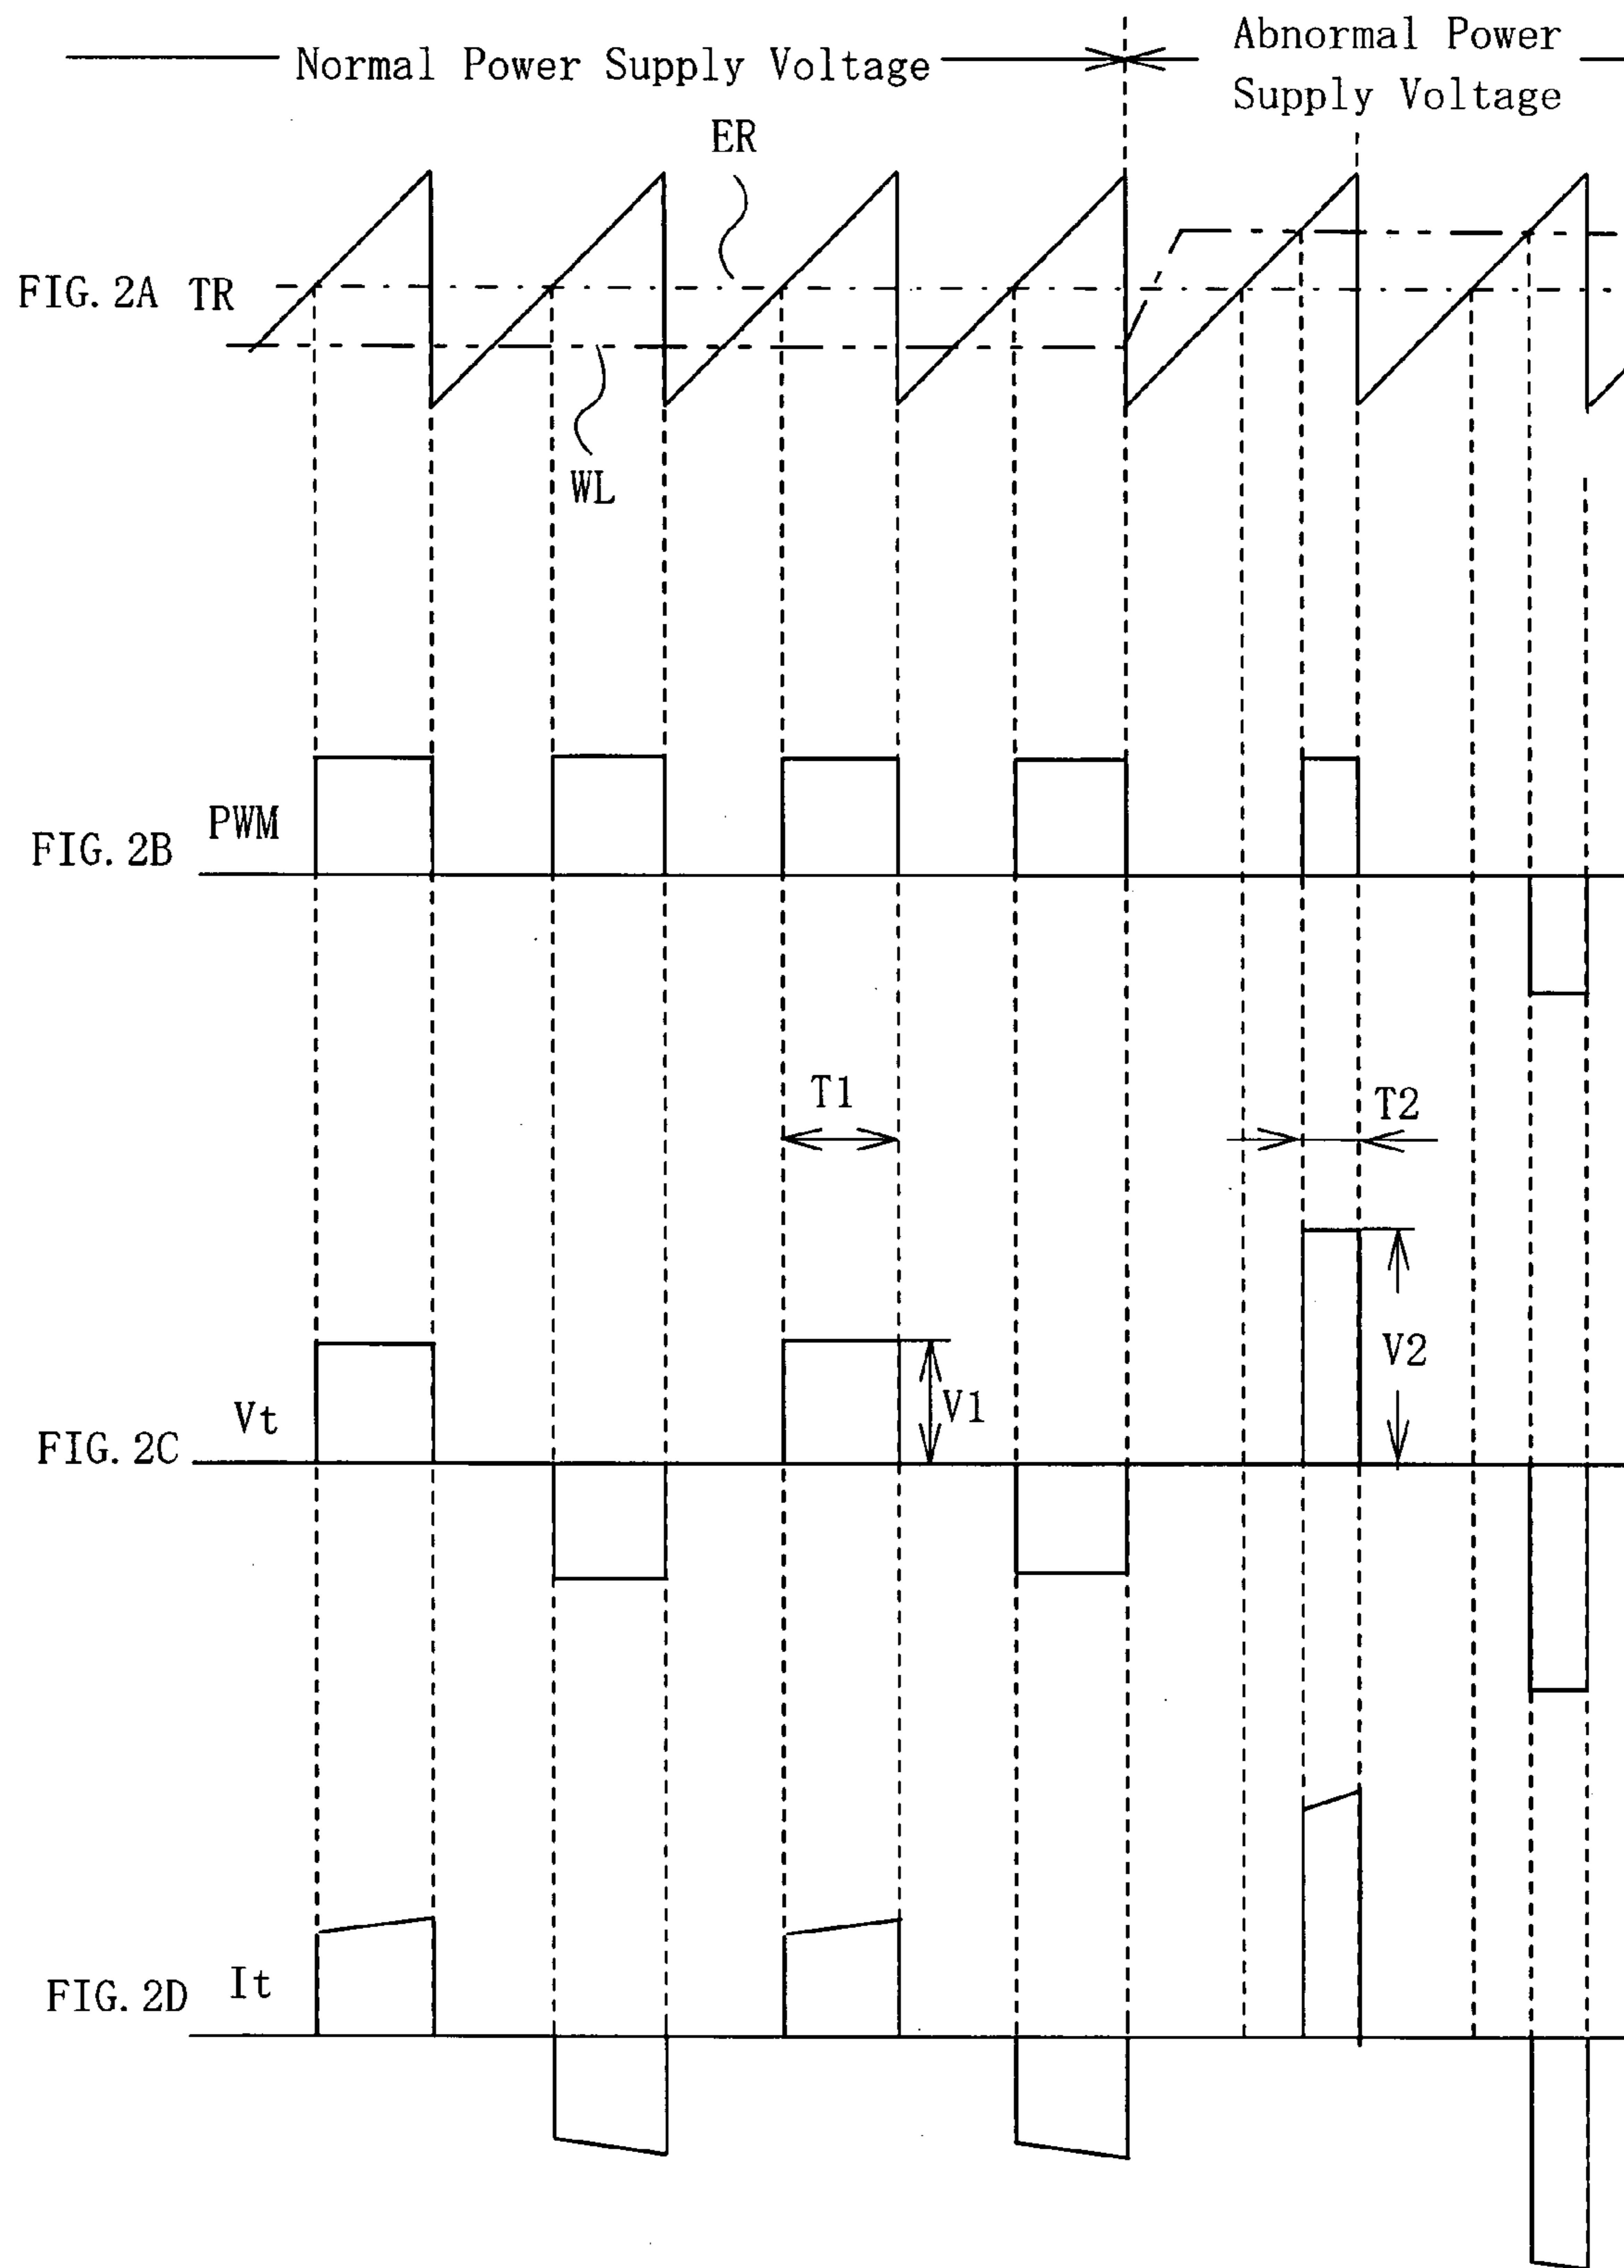 Normal Power Supply Voltage
Abnormal Power
Supply Voltage
ER
FIG. 2A TR
WL
PWM
FIG. 2B
T1
T2
V2
V1
Vt
FIG. 2C
It
FIG. 2D